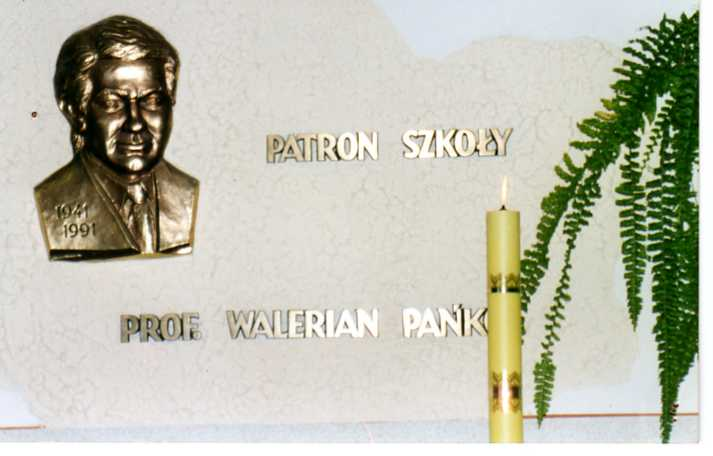 PATRON SZKOŁY
1941
1991
PROF. WALERIAN PAŃK